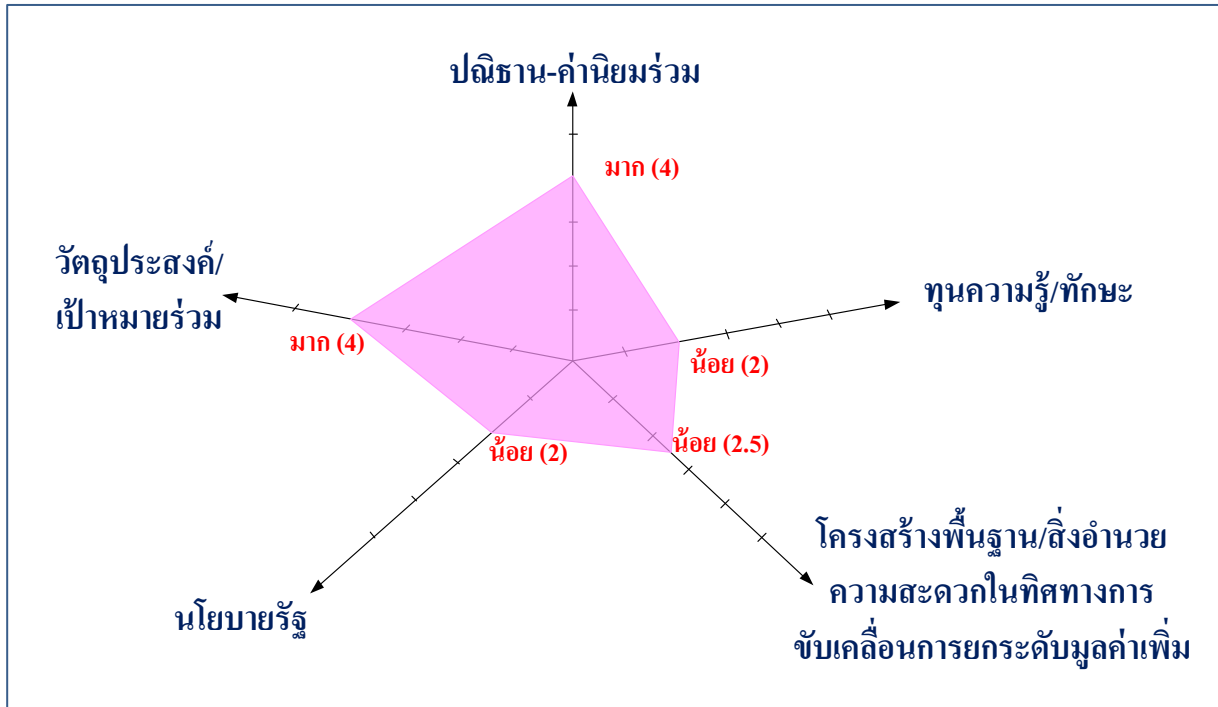 ปณิธาน-ค่านิยมร่วม
มาก (4)
วัตถุประสงค์/
เป้าหมายร่วม
มาก (4)
ทุนความรู้/ทักษะ
น้อย (2)
น้อย (2)
น้อย (2.5)
นโยบายรัฐ
โครงสร้างพื้นฐาน/สิ่งอำนวย
ความสะดวกในทิศทางการ
ขับเคลื่อนการยกระดับมูลค่าเพิ่ม